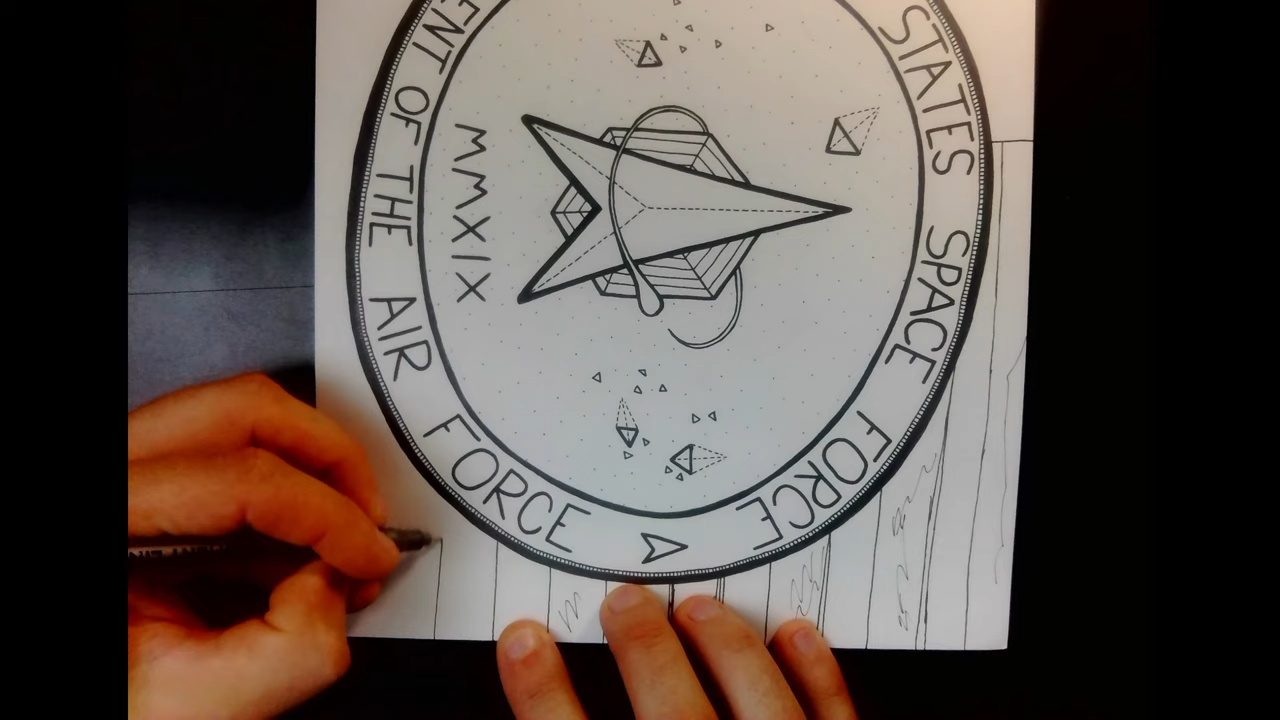 STATES SPACE FORCE
ENT OF THE AIR FORCE
MMXIX